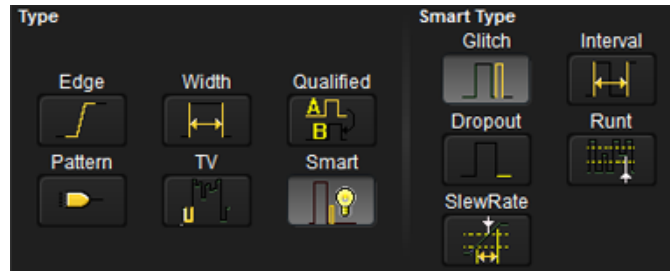 Type
Edge Width Qualified
A
B
Pattern TV Smart
Smart Type
Glitch Interval
Dropout Runt
SlewRate